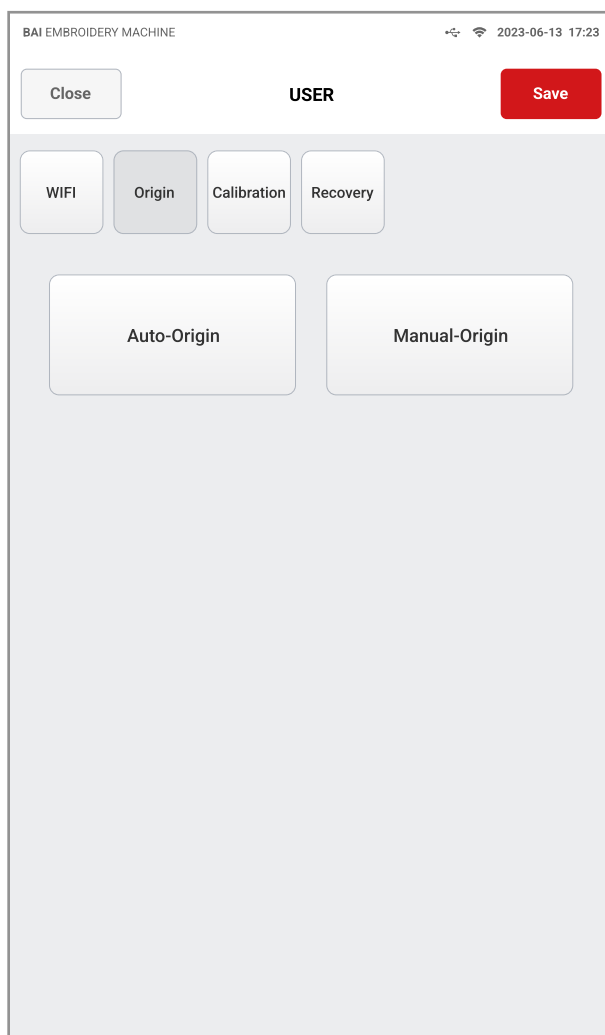 BAI EMBROIDERY MACHINE 2023-06-13 17:23
Close USER Save
WIFI Origin Calibration Recovery
Auto-Origin Manual-Origin